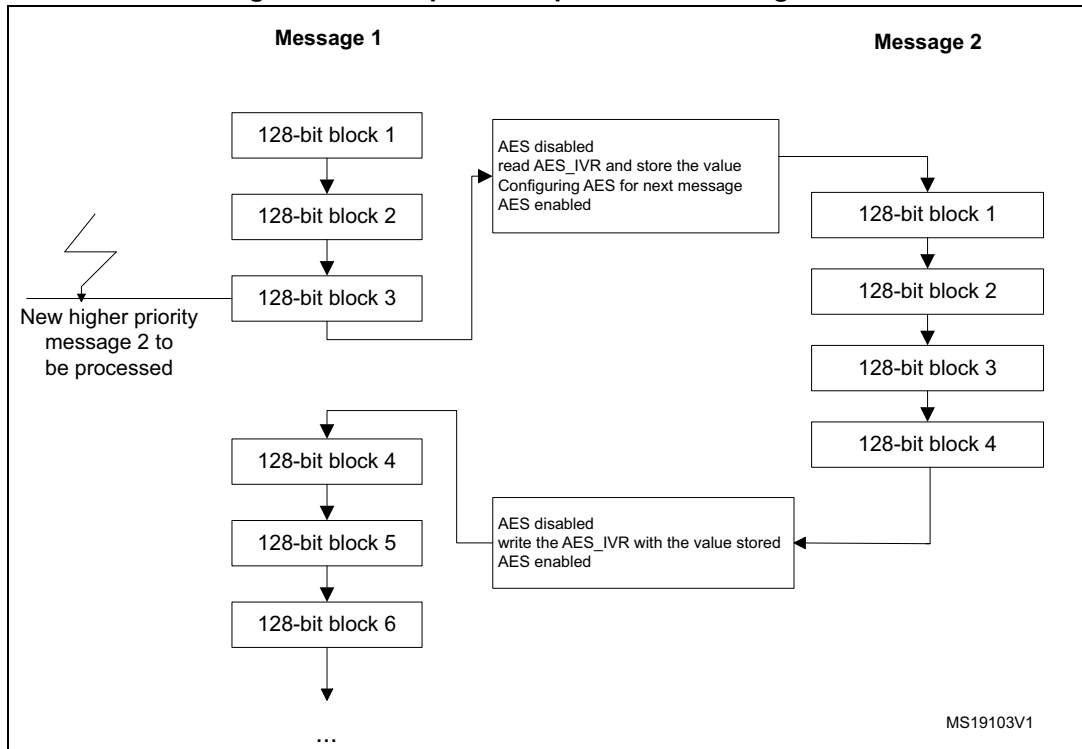 Message 1
Message 2
128-bit block 1
128-bit block 2
128-bit block 3
New higher priority
message 2 to
be processed
AES disabled
read AES_IVR and store the value
Configuring AES for next message
AES enabled
128-bit block 1
128-bit block 2
128-bit block 3
128-bit block 4
AES disabled
write the AES_IVR with the value stored
AES enabled
128-bit block 4
128-bit block 5
128-bit block 6
...
MS19103V1